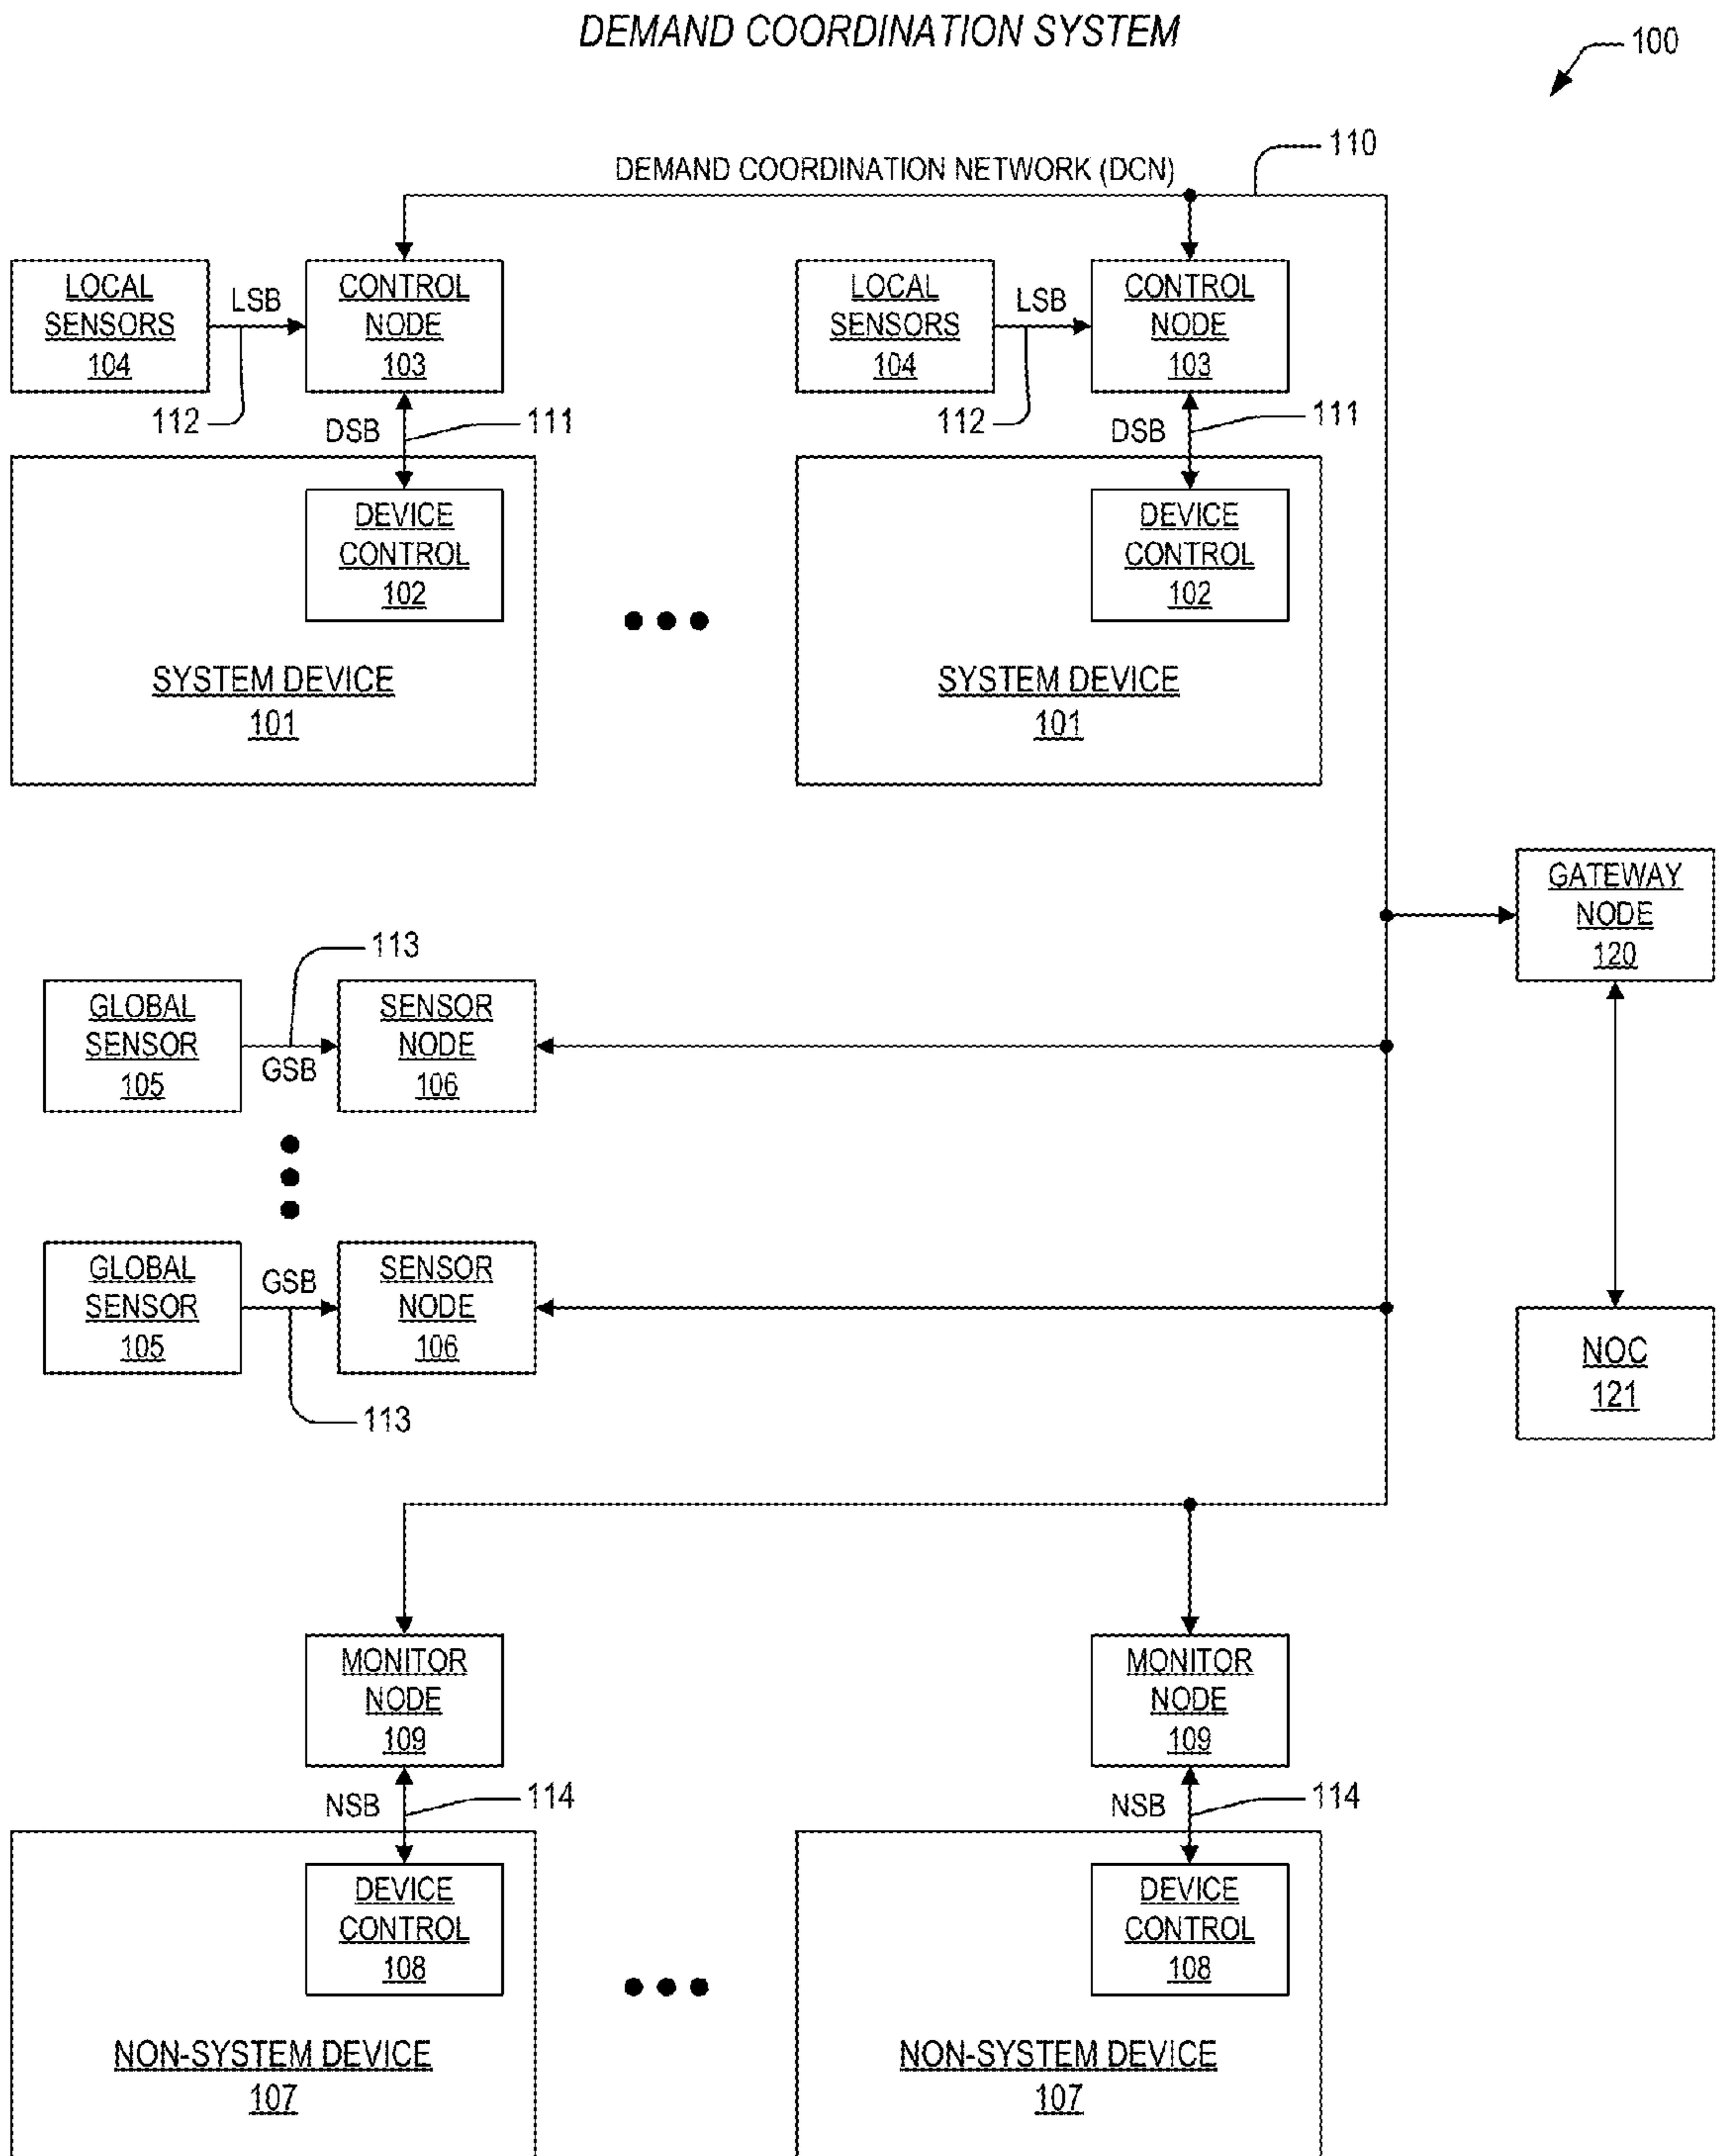 DEMAND COORDINATION SYSTEM
100
110
DEMAND COORDINATION NETWORK (DCN)
LOCAL
SENSORS
104
LSB
112
CONTROL
NODE
103
DSB
111
DEVICE
CONTROL
102
SYSTEM DEVICE
101
LOCAL
SENSORS
104
LSB
112
CONTROL
NODE
103
DSB
111
DEVICE
CONTROL
102
SYSTEM DEVICE
101
GATEWAY
NODE
120
113
GLOBAL
SENSOR
105
GSB
SENSOR
NODE
106
GLOBAL
SENSOR
105
GSB
SENSOR
NODE
106
113
NOC
121
MONITOR
NODE
109
NSB
114
DEVICE
CONTROL
108
NON-SYSTEM DEVICE
107
MONITOR
NODE
109
NSB
114
DEVICE
CONTROL
108
NON-SYSTEM DEVICE
107